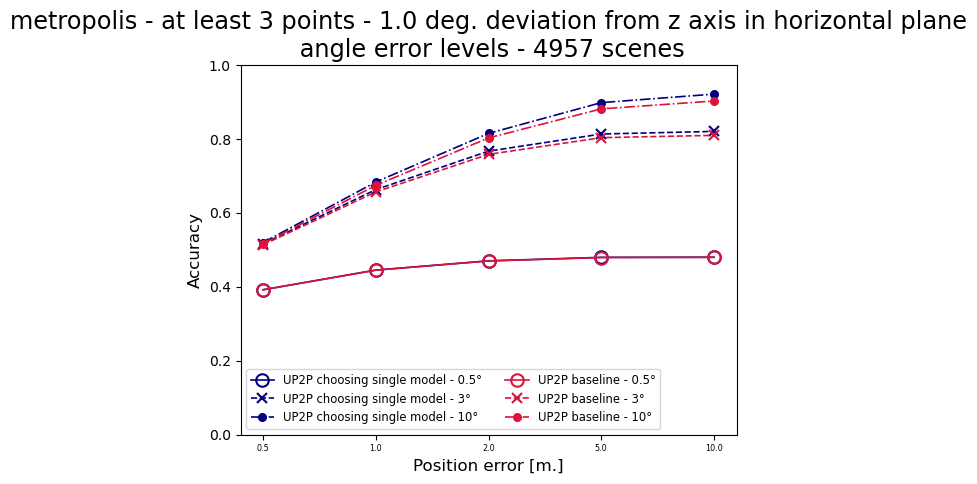 metropolis - at least 3 points - 1.0 deg. deviation from z axis in horizontal plane
angle error levels - 4957 scenes
1.0
0.8
0.6
0.4
0.2
0.0
Accuracy
UP2P choosing single model - 0.5°
UP2P choosing single model - 3°
UP2P choosing single model - 10°
UP2P baseline - 0.5°
UP2P baseline - 3°
UP2P baseline - 10°
0.5 1.0 2.0 5.0 10.0
Position error [m.]